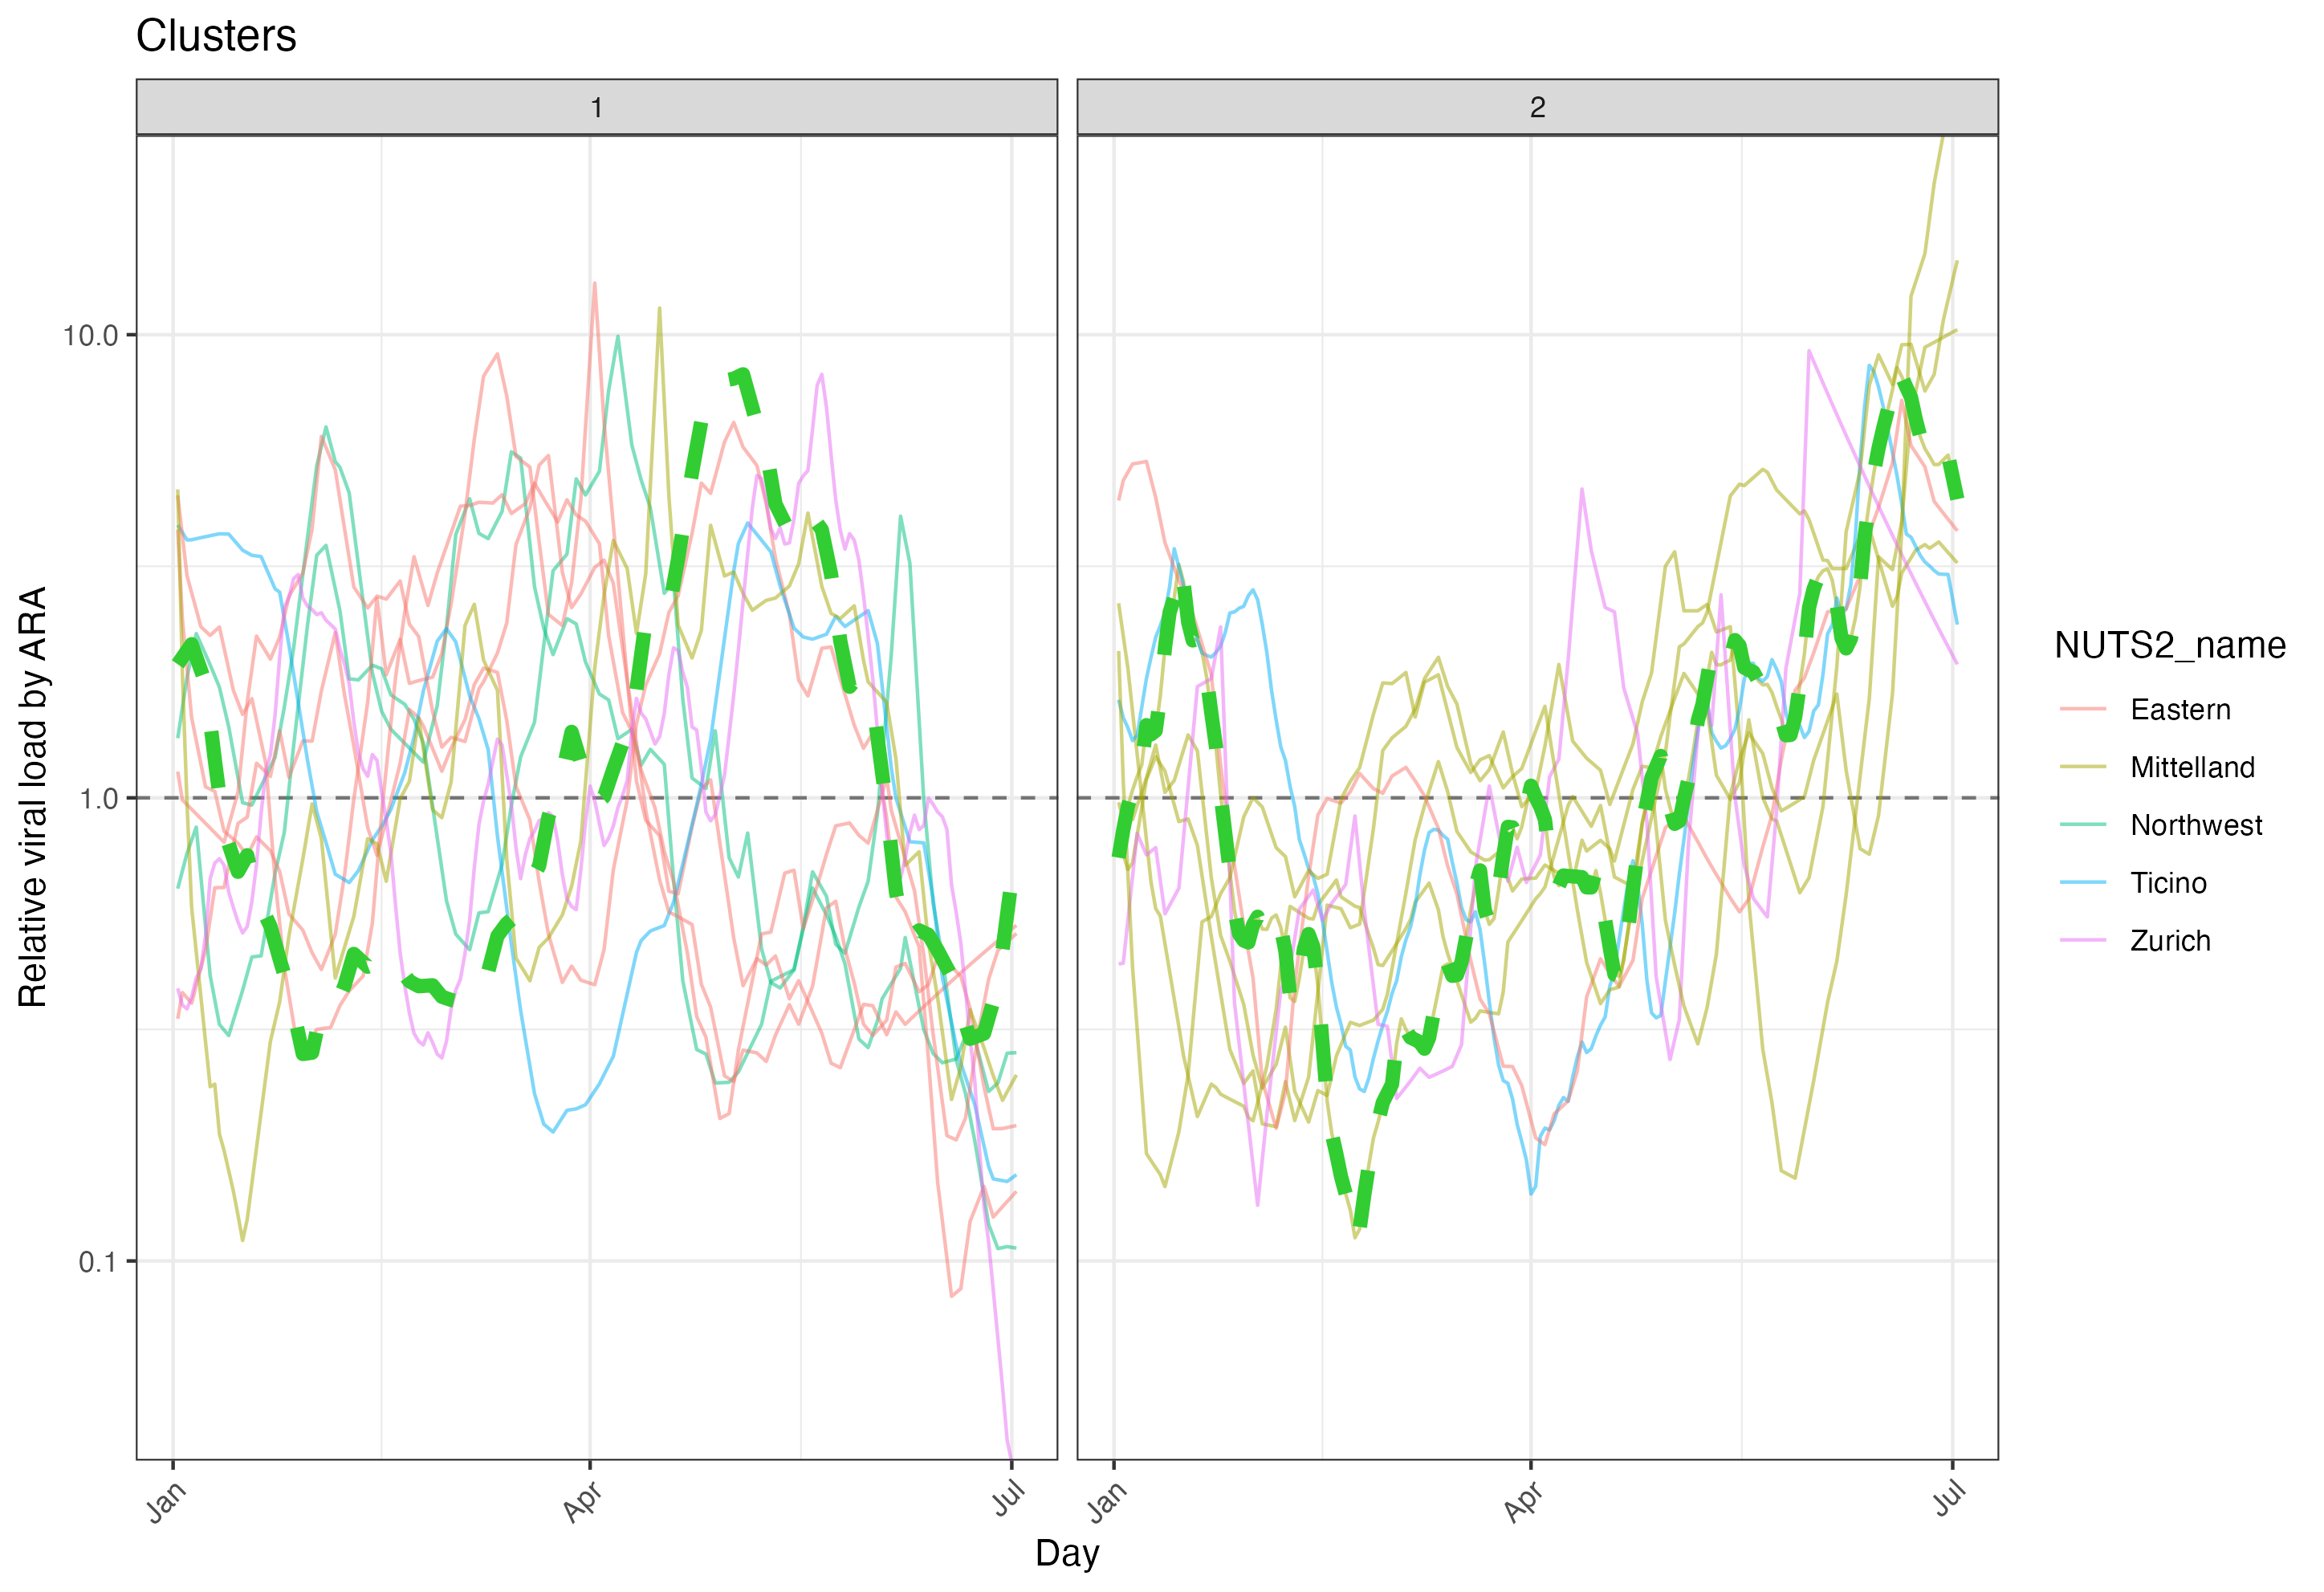 Clusters
1
2
Relative viral load by ARA
10.0
1.0
0.1
Jan
Apr
Jul
Jan
Apr
Jul
Day
NUTS2_name
Eastern
Mittelland
Northwest
Ticino
Zurich